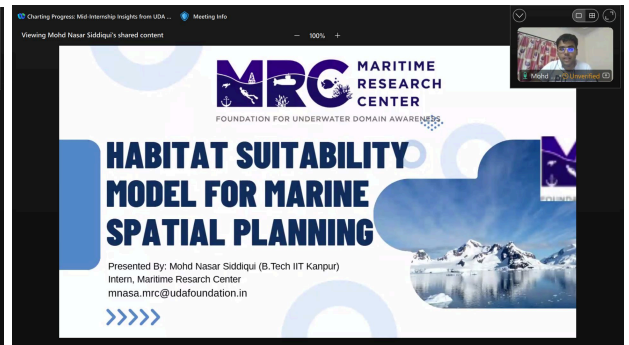 Charting Progress: Mid-Internship Insights from UDA ...
Meeting Info
Viewing Mohd Nasar Siddiqui's shared content
— 100% +
Mohd ... Unverified
MRC
MARITIME
RESEARCH
CENTER
FOUNDATION FOR UNDERWATER DOMAIN AWARENESS
HABITAT SUITABILITY
MODEL FOR MARINE
SPATIAL PLANNING
Presented By: Mohd Nasar Siddiqui (B.Tech IIT Kanpur)
Intern, Maritime Resarch Center
mnasa.mrc@udafoundation.in